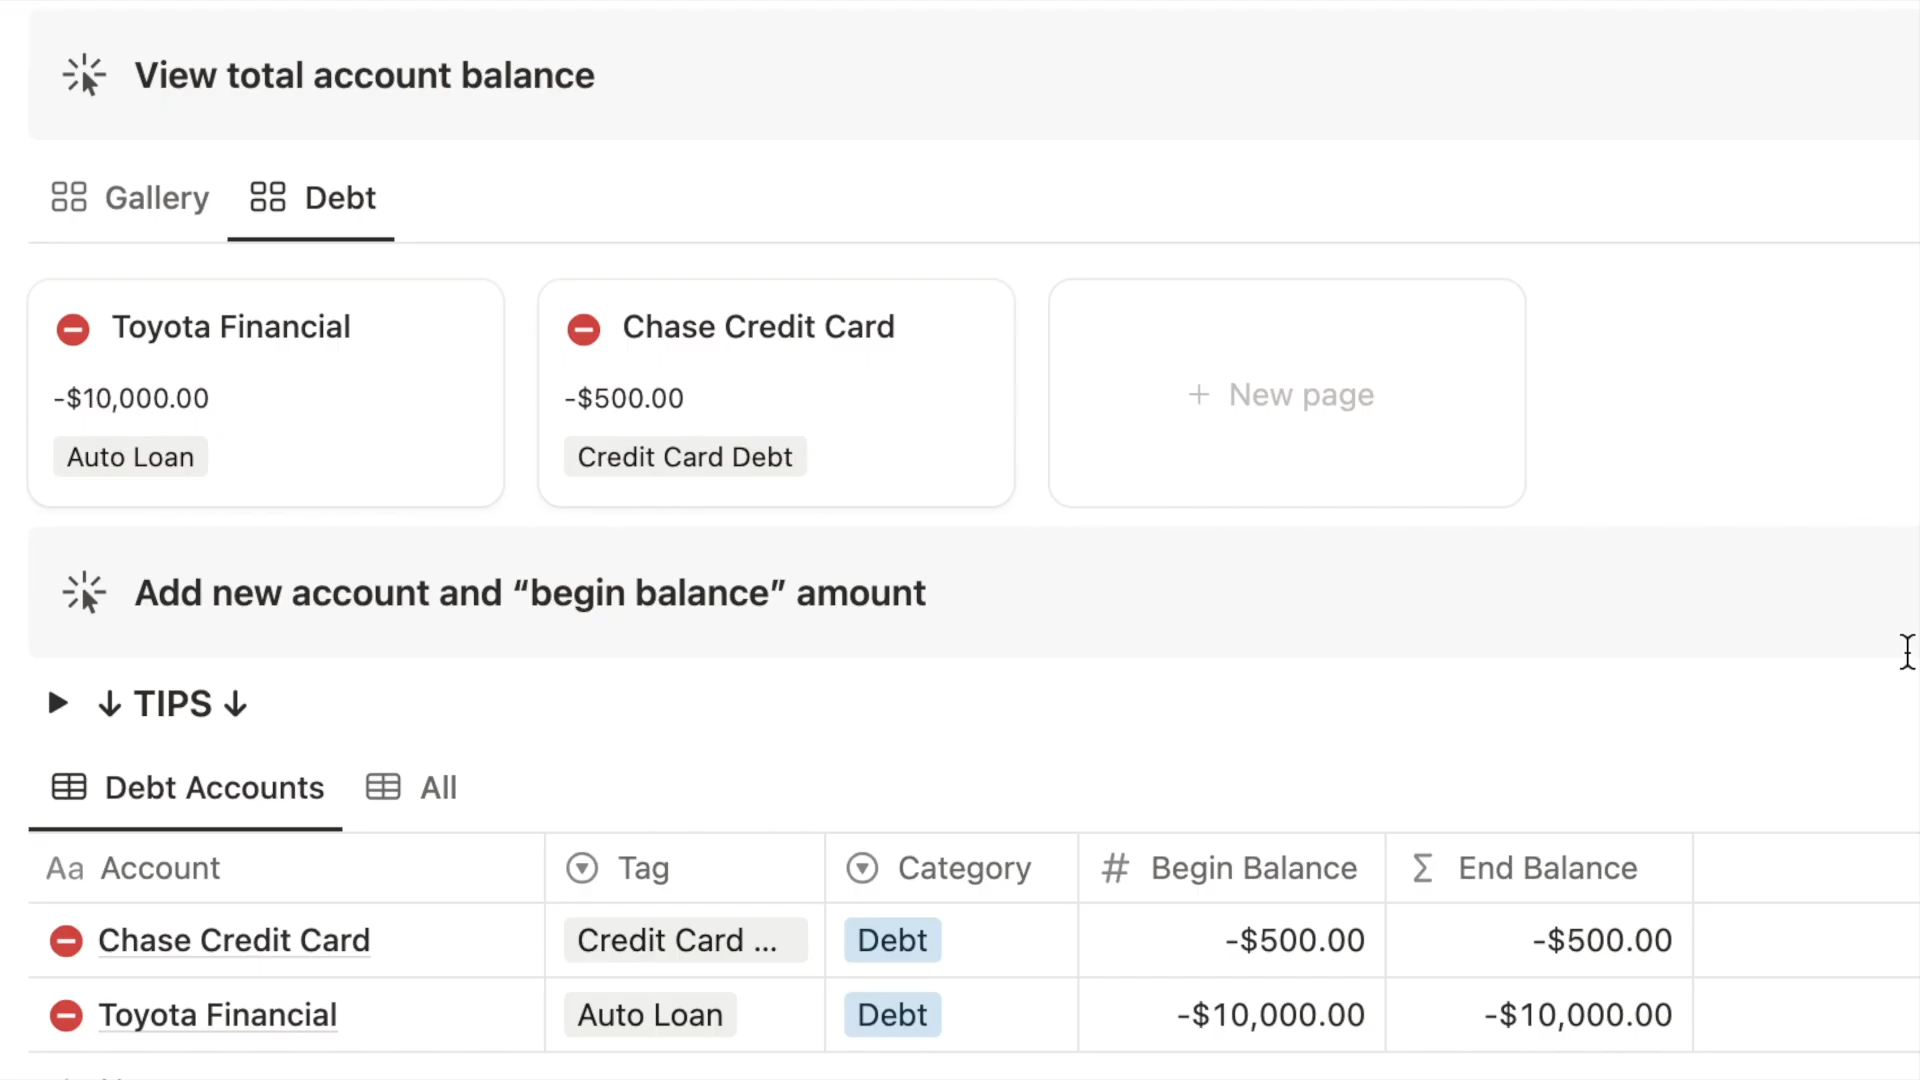 View total account balance
Gallery Debt
Toyota Financial
-$10,000.00
Auto Loan
Chase Credit Card
-$500.00
Credit Card Debt
+ New page
Add new account and “begin balance” amount
↓ TIPS ↓
Debt Accounts All
Aa Account Tag Category # Begin Balance Σ End Balance
Chase Credit Card Credit Card ... Debt -$500.00 -$500.00
Toyota Financial Auto Loan Debt -$10,000.00 -$10,000.00